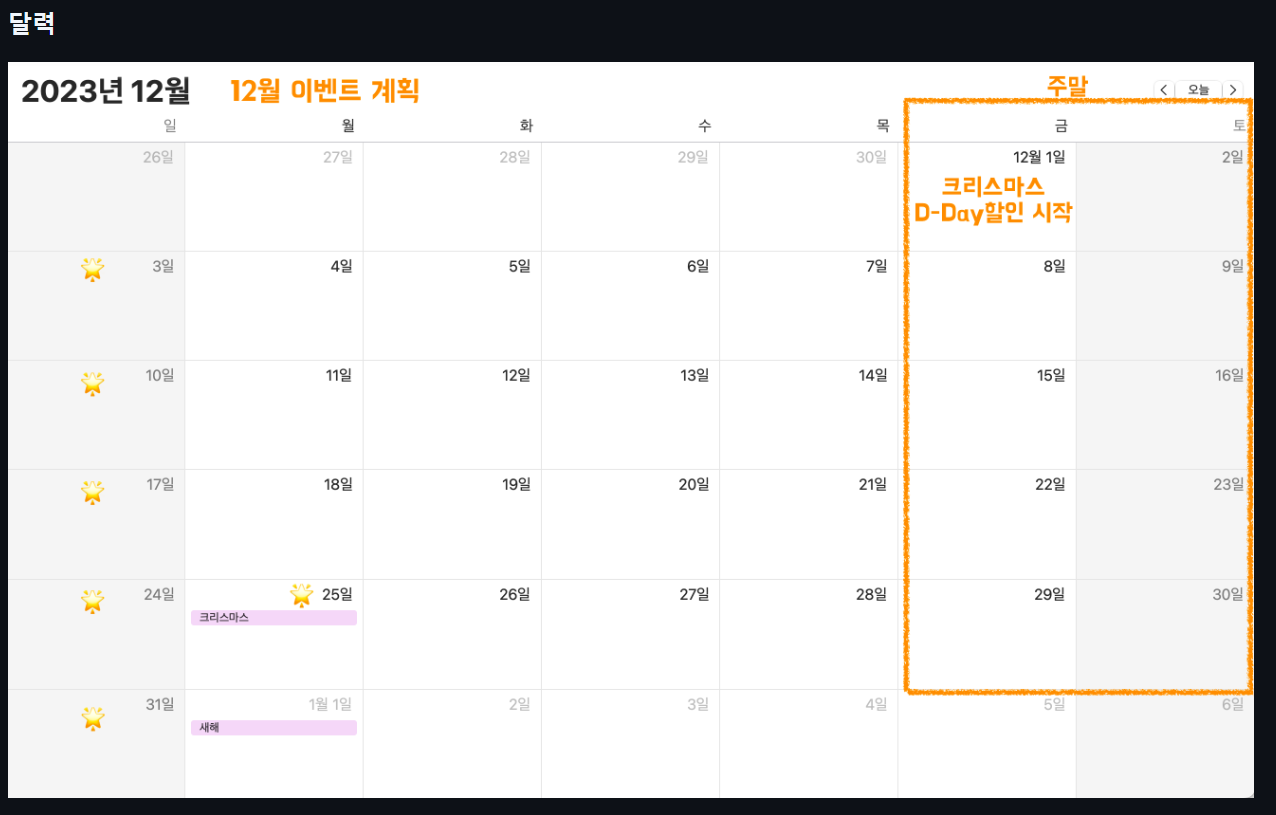 달력
2023년 12월 12월 이벤트 계획 주말 오늘
일 월 화 수 목 금 토
26일 27일 28일 29일 30일 12월 1일 2일
크리스마스
D-Day할인 시작
3일 4일 5일 6일 7일 8일 9일
10일 11일 12일 13일 14일 15일 16일
17일 18일 19일 20일 21일 22일 23일
24일 25일 26일 27일 28일 29일 30일
크리스마스
31일 1월 1일 2일 3일 4일 5일 6일
새해